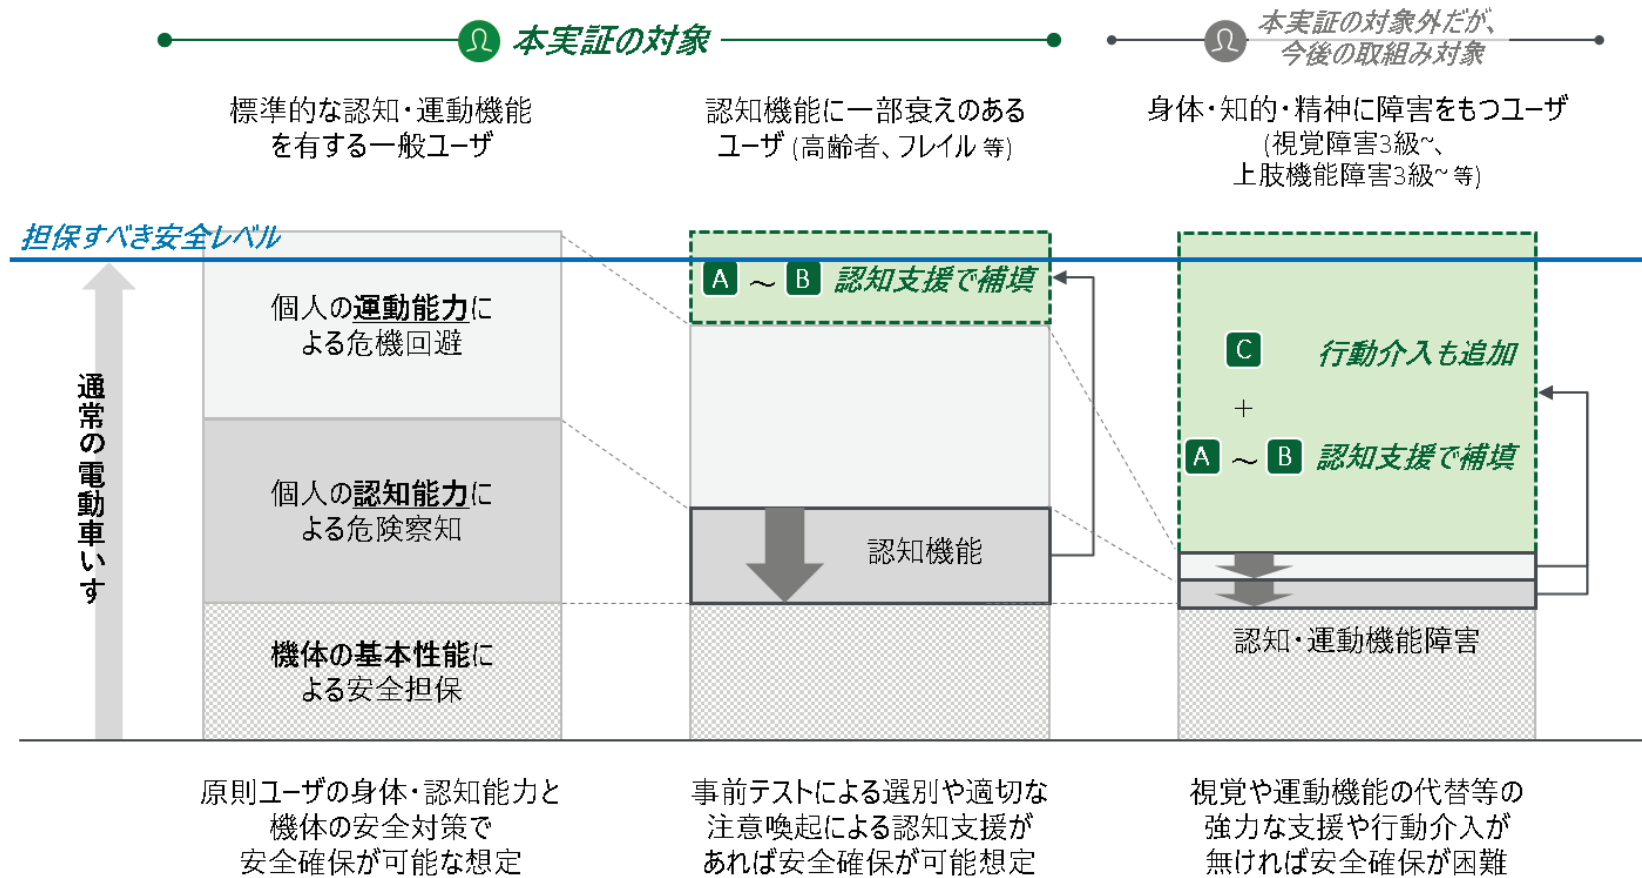 本実証の対象
本実証の対象外だが、
今後の取組み対象
標準的な認知・運動機能
を有する一般ユーザ
認知機能に一部衰えのある
ユーザ (高齢者、フレイル 等)
身体・知的・精神に障害をもつユーザ
(視覚障害3級~、
上肢機能障害3級~ 等)
担保すべき安全レベル
通常の電動車いす
個人の運動能力に
よる危機回避
個人の認知能力に
よる危険察知
機体の基本性能に
よる安全担保
A ～ B 認知支援で補填
認知機能
C 行動介入も追加
+
A ～ B 認知支援で補填
認知・運動機能障害
原則ユーザの身体・認知能力と
機体の安全対策で
安全確保が可能な想定
事前テストによる選別や適切な
注意喚起による認知支援が
あれば安全確保が可能想定
視覚や運動機能の代替等の
強力な支援や行動介入が
無ければ安全確保が困難